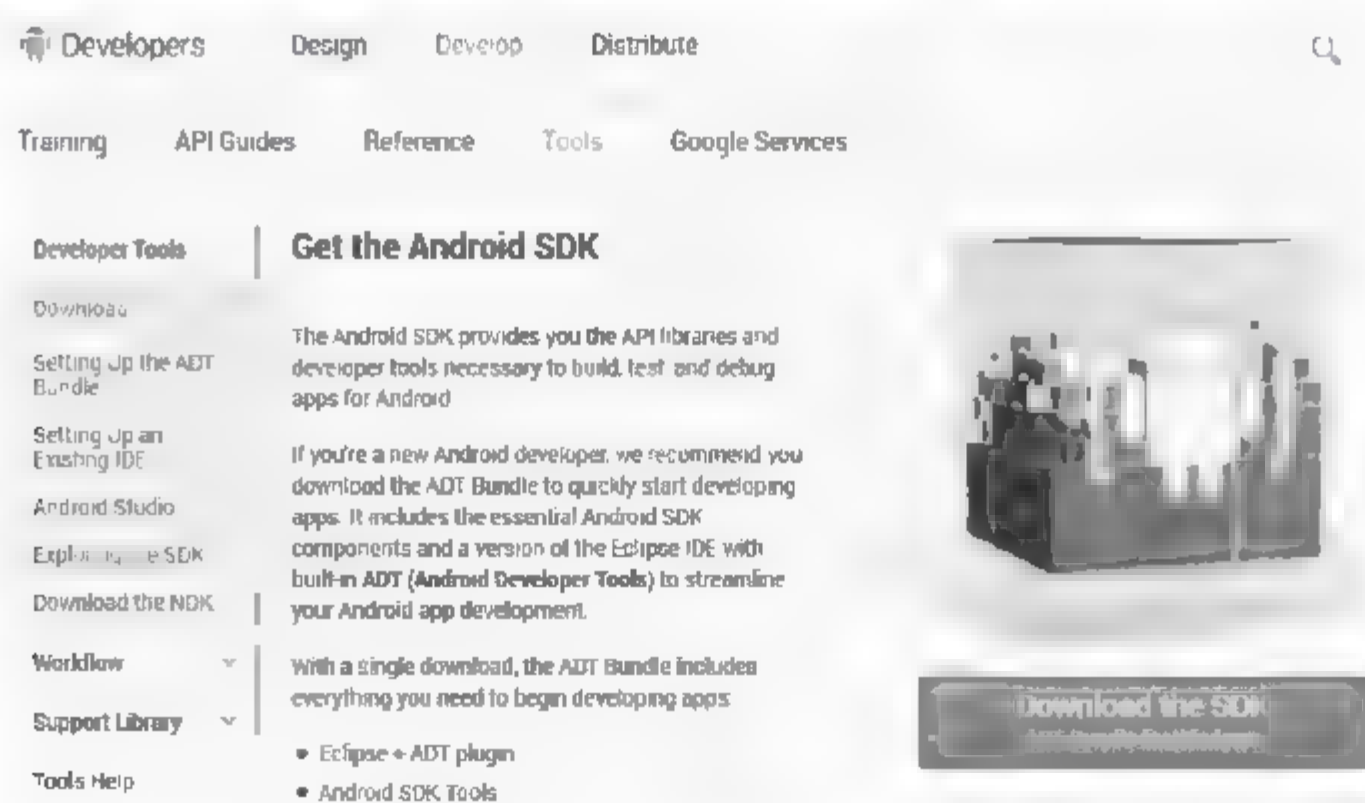 Developers Design Develop Distribute
Training API Guides Reference Tools Google Services
Developer Tools
Download
Setting Up the ADT
Bundle
Setting Up an
Existing IDE
Android Studio
SDK
Download the NDK
Workflow
Support Library
Tools Help
Get the Android SDK
The Android SDK provides you the API libraries and
developer tools necessary to build, test and debug
apps for Android
If you're a new Android developer, we recommend you
download the ADT Bundle to quickly start developing
apps. It includes the essential Android SDK
components and a version of the Eclipse IDE with
built-in ADT (Android Developer Tools) to streamline
your Android app development.
With a single download, the ADT Bundle includes
everything you need to begin developing apps
• Eclipse + ADT plugin
• Android SDK Tools
Download the SDK